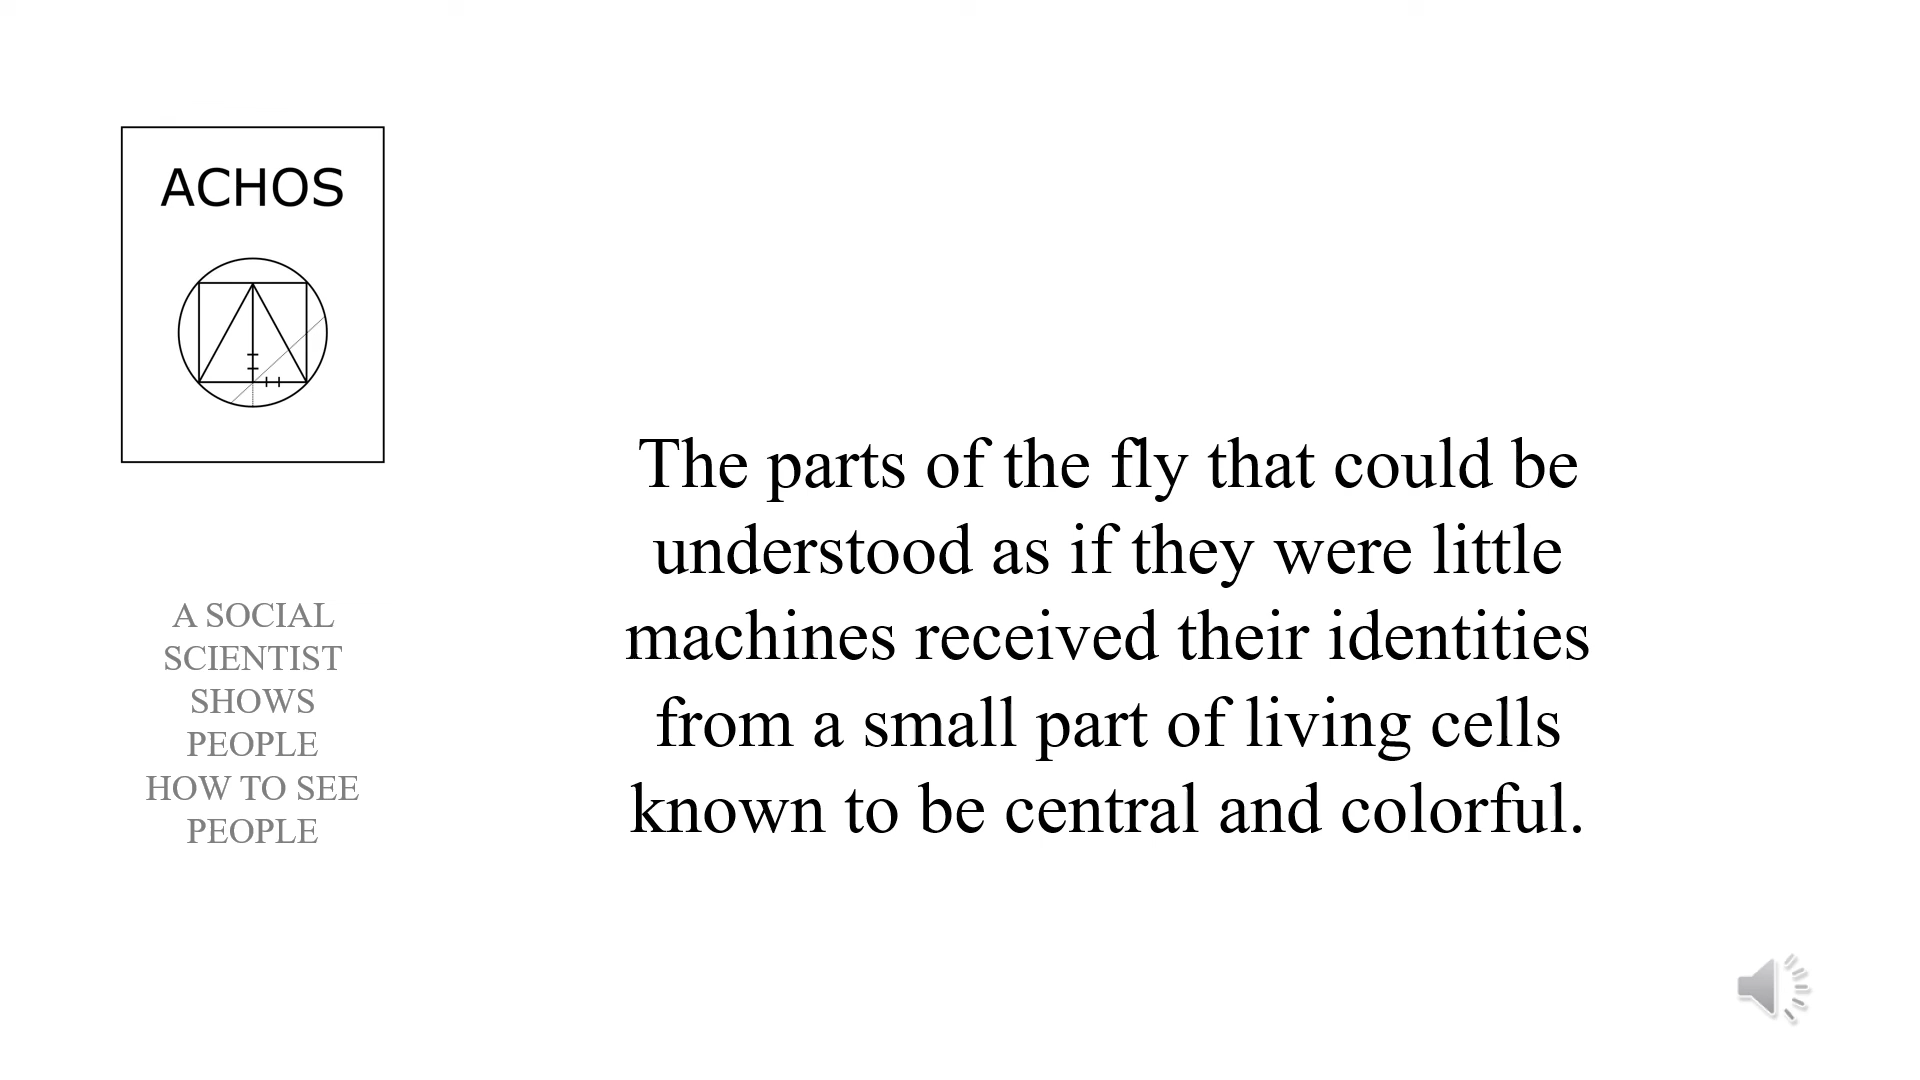 ACHOS
A SOCIAL
SCIENTIST
SHOWS
PEOPLE
HOW TO SEE
PEOPLE
The parts of the fly that could be
understood as if they were little
machines received their identities
from a small part of living cells
known to be central and colorful.